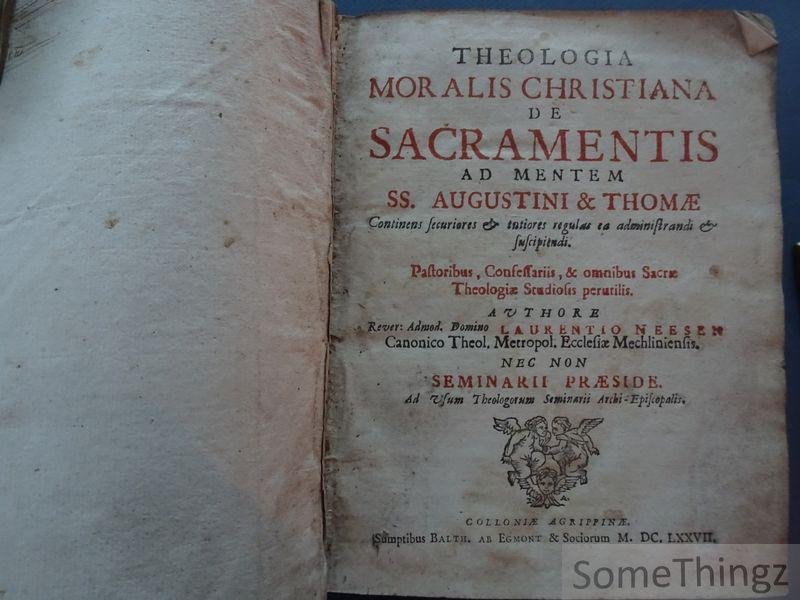 THEOLOGIA
MORALIS CHRISTIANA
DE
SACRAMENTIS
AD MENTEM
SS. AUGUSTINI & THOMÆ
Continens ſecuriores & tutiores regulas ea adminiſtrandi &
ſuſcipiendi.
Paſtoribus, Confeſſariis, & omnibus Sacræ
Theologiæ Studioſis perutilis.
AUTHORE
Rever: Admod. Domino LAURENTIO NEESEN
Canonico Theol. Metropol. Eccleſiæ Mechlinienſis.
NEC NON
SEMINARII PRÆSIDE.
Ad Uſum Theologorum Seminarii Archi-Epiſcopalis.
COLLONIÆ AGRIPPINÆ.
Sumptibus BALTH. AB EGMONT & Sociorum M. DC. LXXVII.
SomeThingz